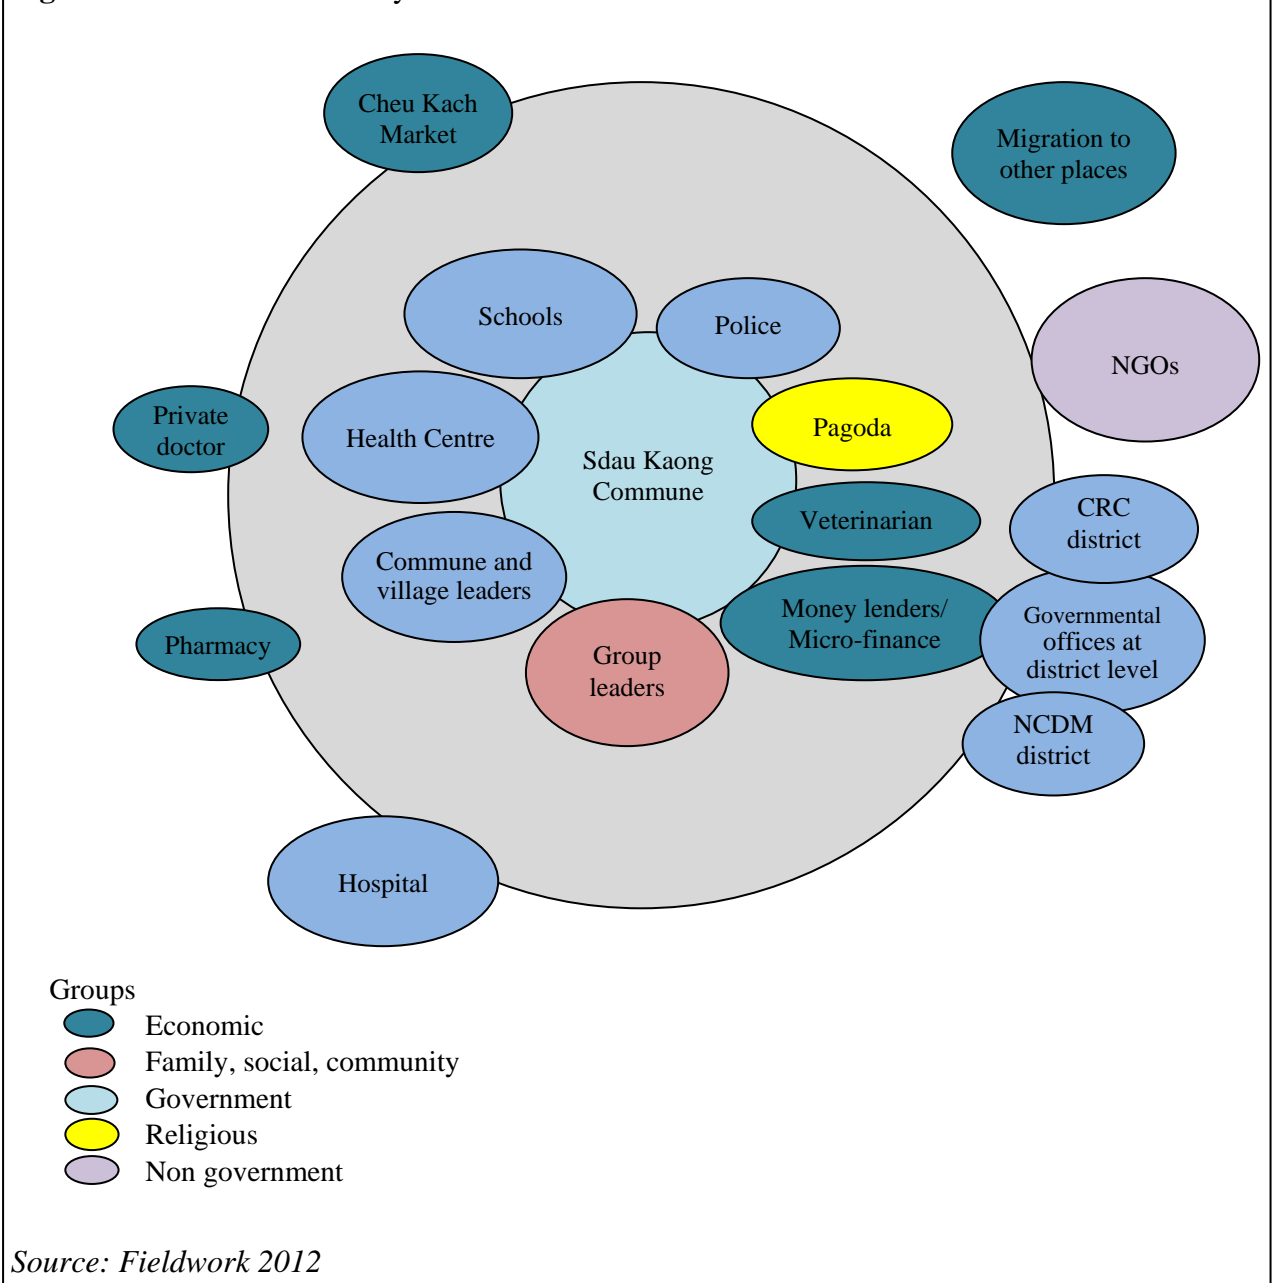 Cheu Kach
Market
Migration to
other places
Schools
Police
NGOs
Private
doctor
Health Centre
Pagoda
Sdau Kaong
Commune
Veterinarian
CRC
district
Commune and
village leaders
Money lenders/
Micro-finance
Governmental
offices at
district level
Pharmacy
Group
leaders
NCDM
district
Hospital
Groups
Economic
Family, social, community
Government
Religious
Non government
Source: Fieldwork 2012